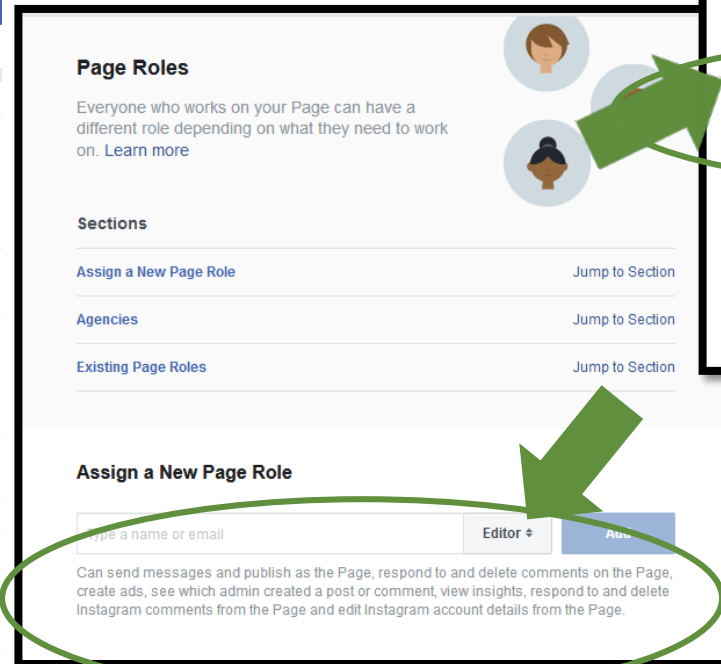 Page Roles
Everyone who works on your Page can have a
different role depending on what they need to work
on. Learn more
Sections
Assign a New Page Role Jump to Section
Agencies Jump to Section
Existing Page Roles Jump to Section
Assign a New Page Role
Type a name or email Editor Add
Can send messages and publish as the Page, respond to and delete comments on the Page,
create ads, see which admin created a post or comment, view insights, respond to and delete
Instagram comments from the Page and edit Instagram account details from the Page.